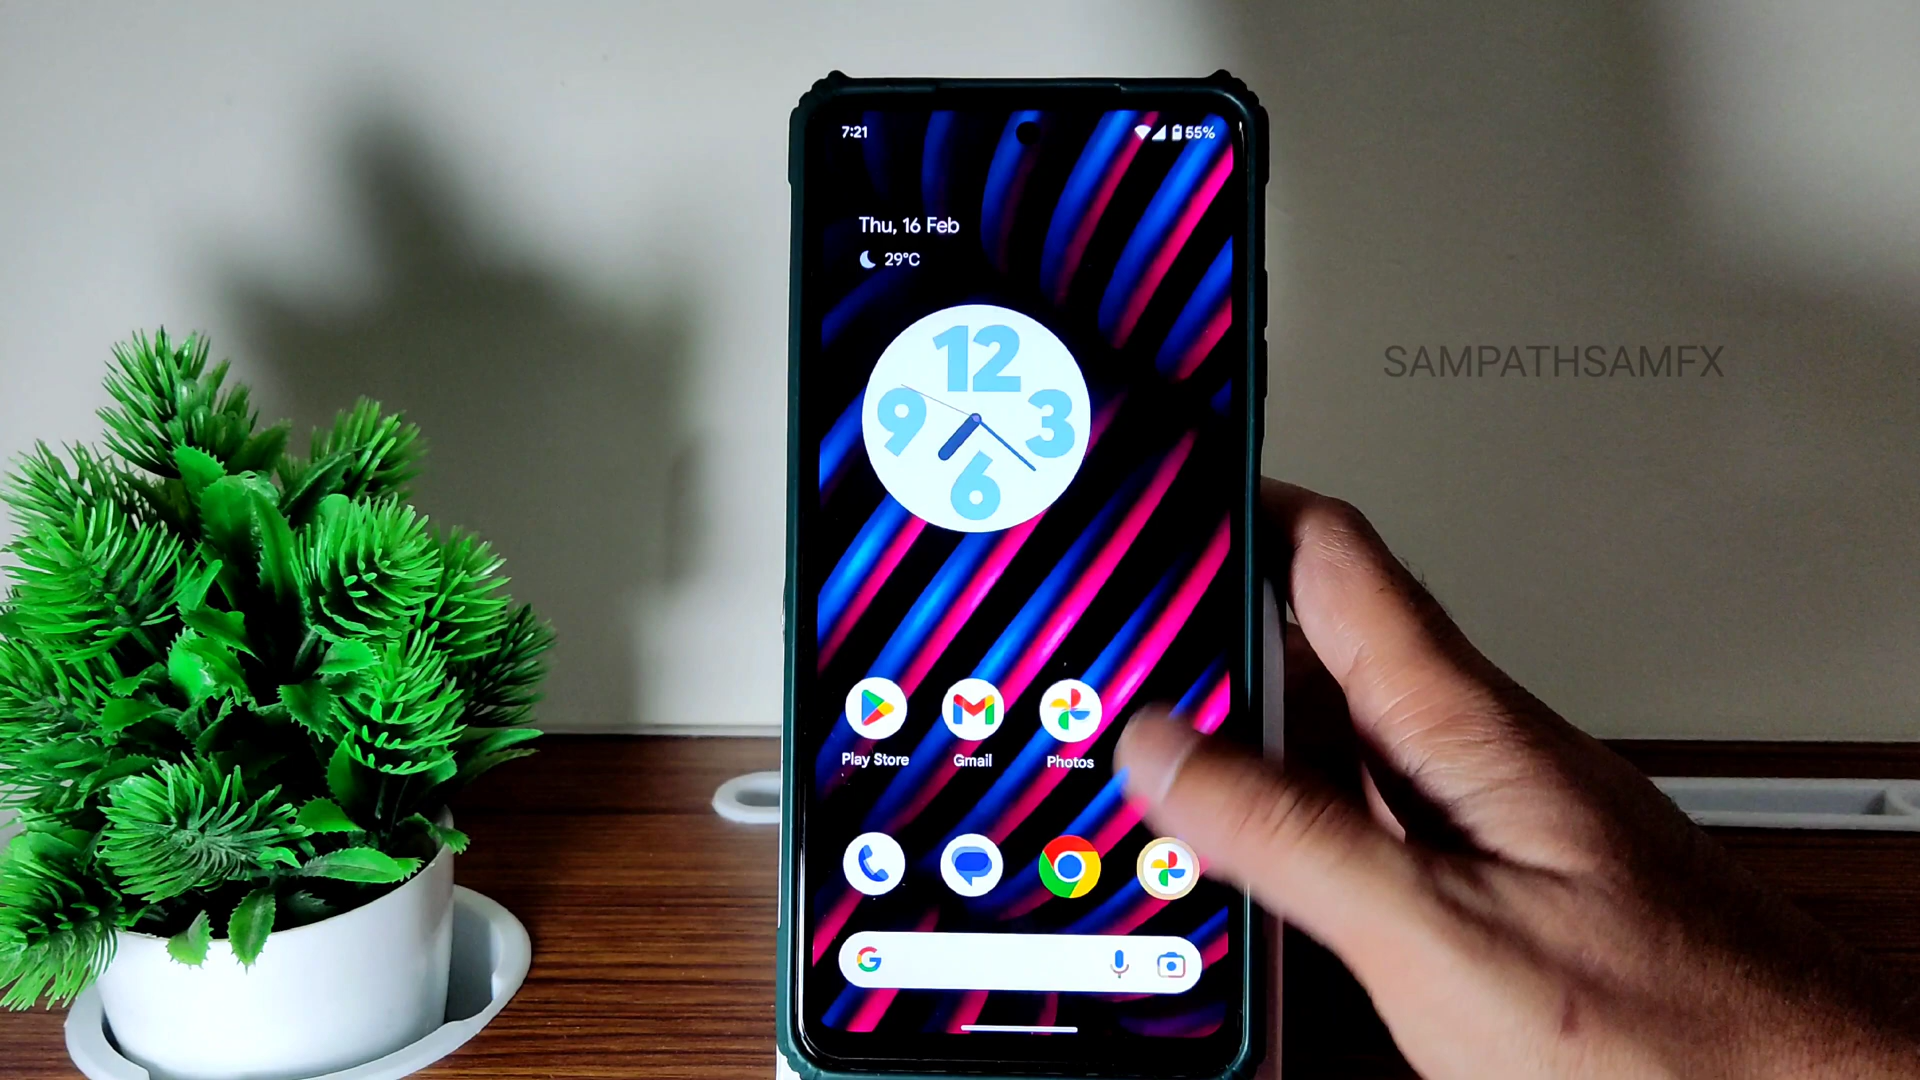 7:21
55%
Thu, 16 Feb
29°C
12
9
3
6
SAMPATHSAMFX
Play Store
Gmail
Photos
G